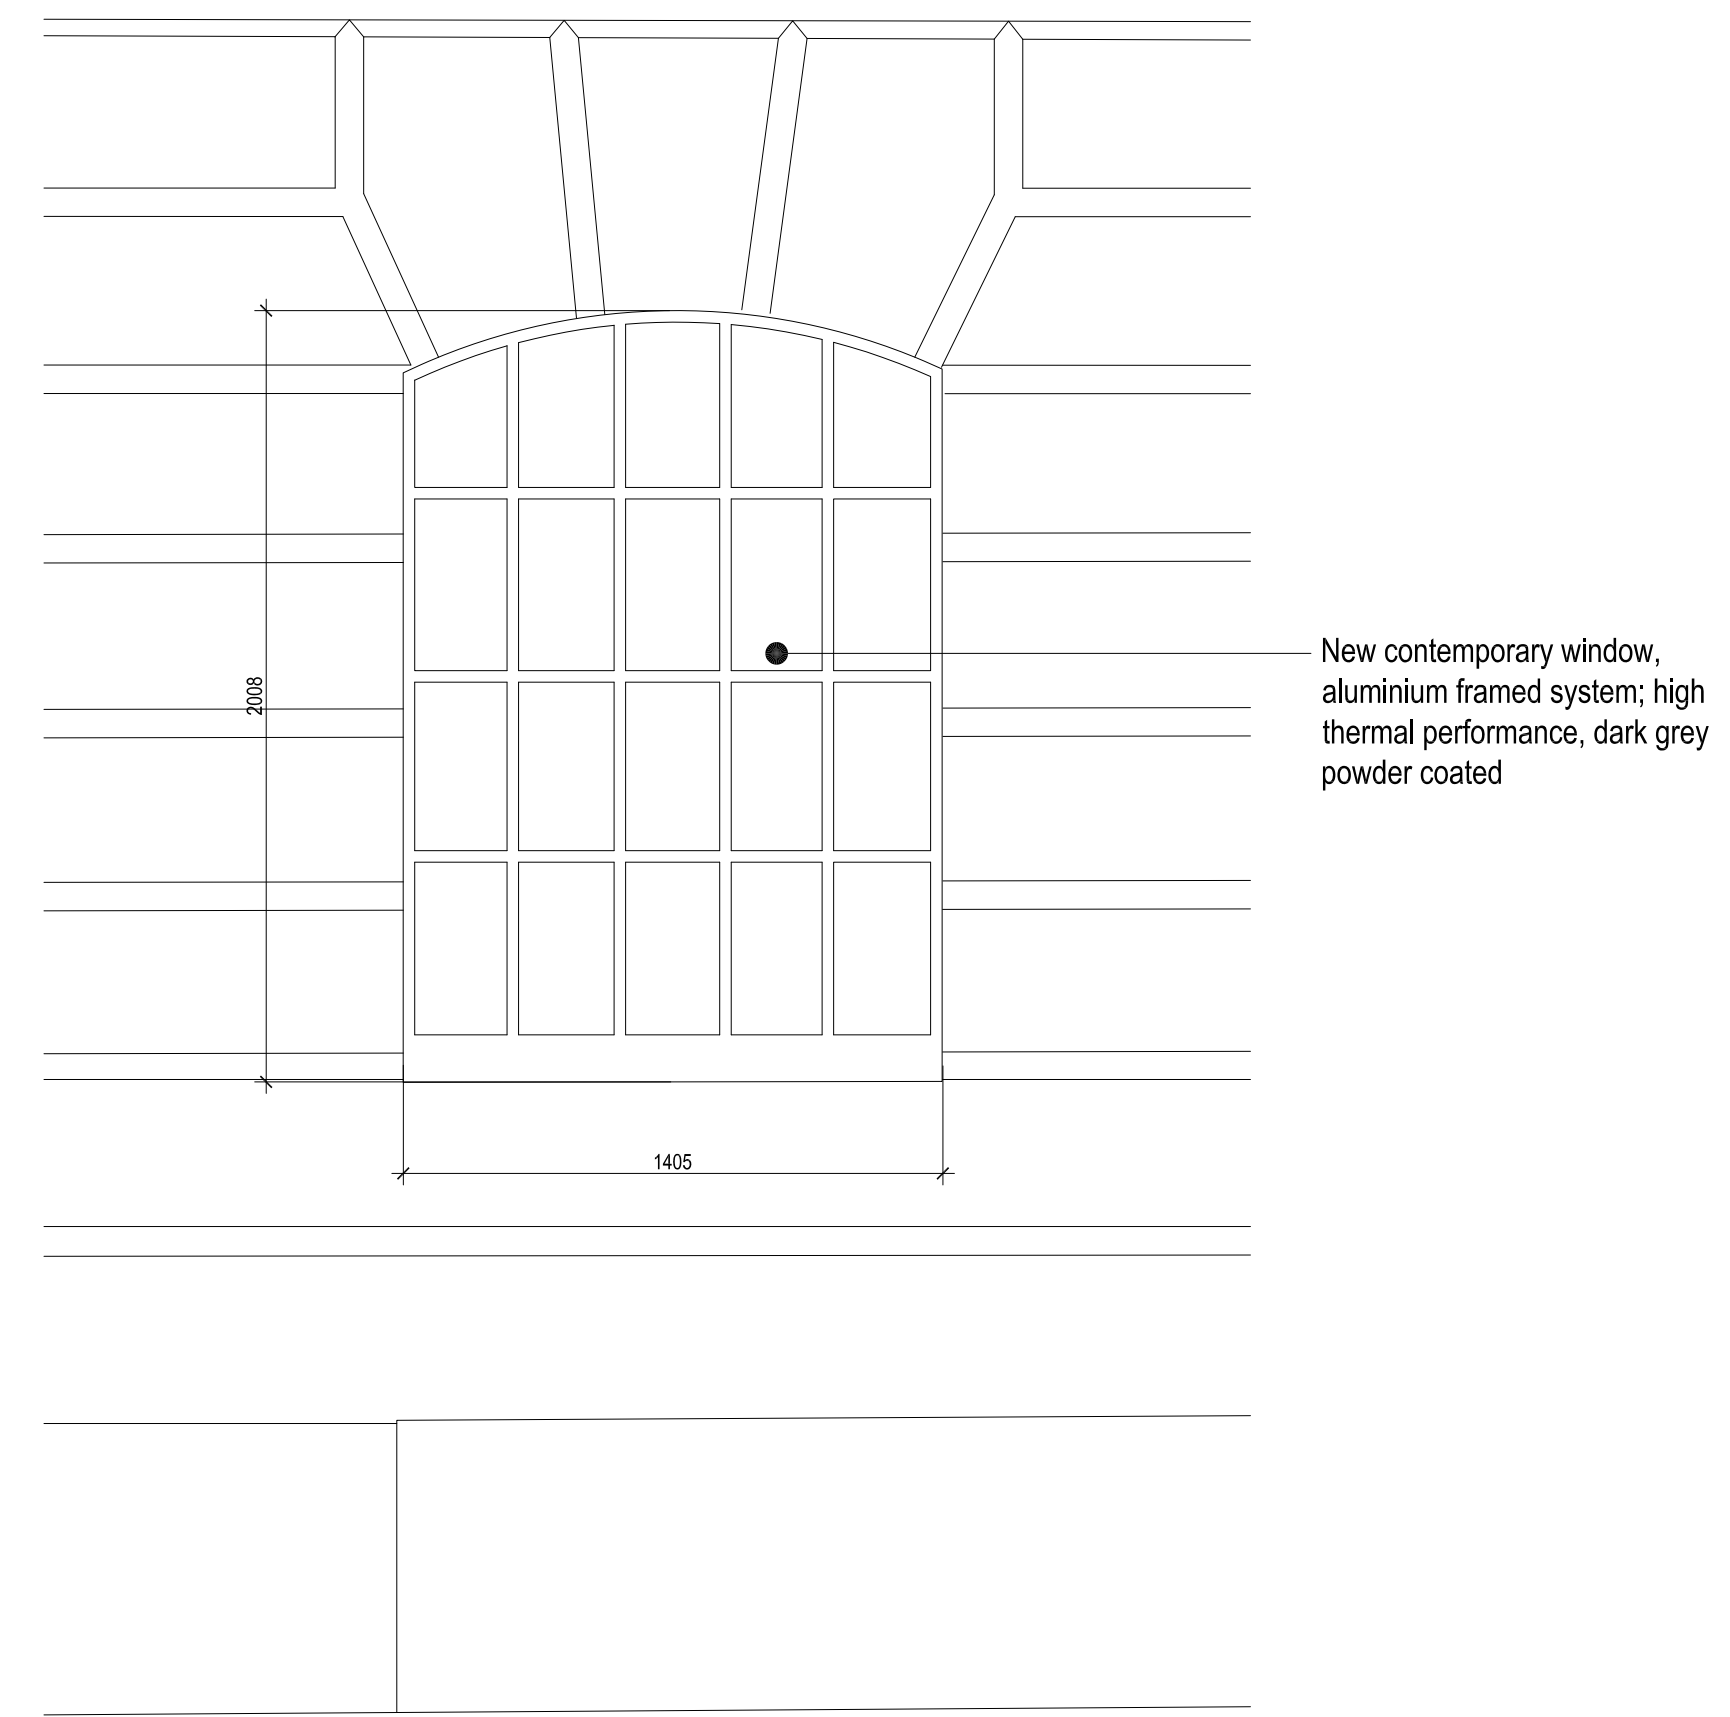 2008
New contemporary window,
aluminium framed system; high
thermal performance, dark grey
powder coated
1405